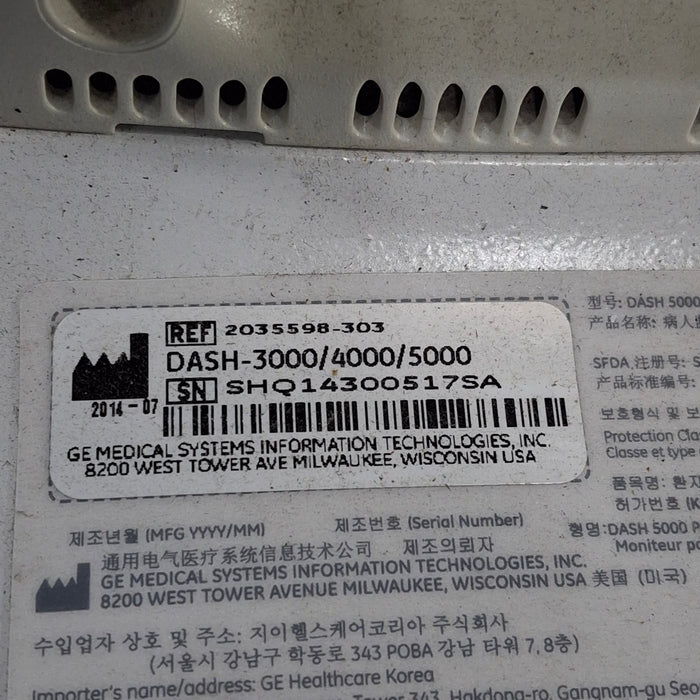 REF 2035598-303
DASH-3000/4000/5000
SN SHQ14300517SA
2014-07
GE MEDICAL SYSTEMS INFORMATION TECHNOLOGIES, INC.
8200 WEST TOWER AVE MILWAUKEE, WISCONSIN USA
型号: DASH 5000
产品名称: 病人
SFDA 注册号: S
产品标准编号:
보호형식 및 보
Protection Cla
Classe et type
품목명: 환자
허가번호 (K
형명:DASH 5000 P
Moniteur pa
제조년월 (MFG YYYY/MM)
제조번호 (Serial Number)
通用电气医疗系统信息技术公司 제조의뢰자
GE MEDICAL SYSTEMS INFORMATION TECHNOLOGIES, INC.
8200 WEST TOWER AVENUE MILWAUKEE, WISCONSIN USA 美国 (미국)
수입업자 상호 및 주소: 지이헬스케어코리아 주식회사
(서울시 강남구 학동로 343 POBA 강남 타워 7, 8층)
Importer's name/address: GE Healthcare Korea
Tower 343, Hakdong-ro, Gangnam-gu Seo